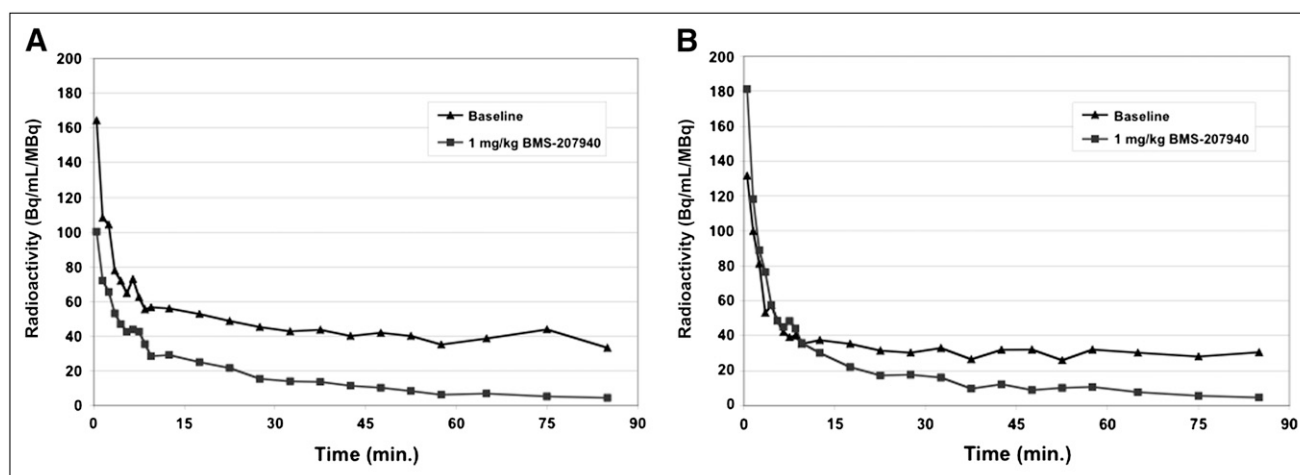 A
200
180
160
140
120
100
80
60
40
20
0
Radioactivity (Bq/mL/MBq)
Baseline
1 mg/kg BMS-207940
0 15 30 45 60 75 90
Time (min.)
B
200
180
160
140
120
100
80
60
40
20
0
Radioactivity (Bq/mL/MBq)
Baseline
1 mg/kg BMS-207940
0 15 30 45 60 75 90
Time (min.)